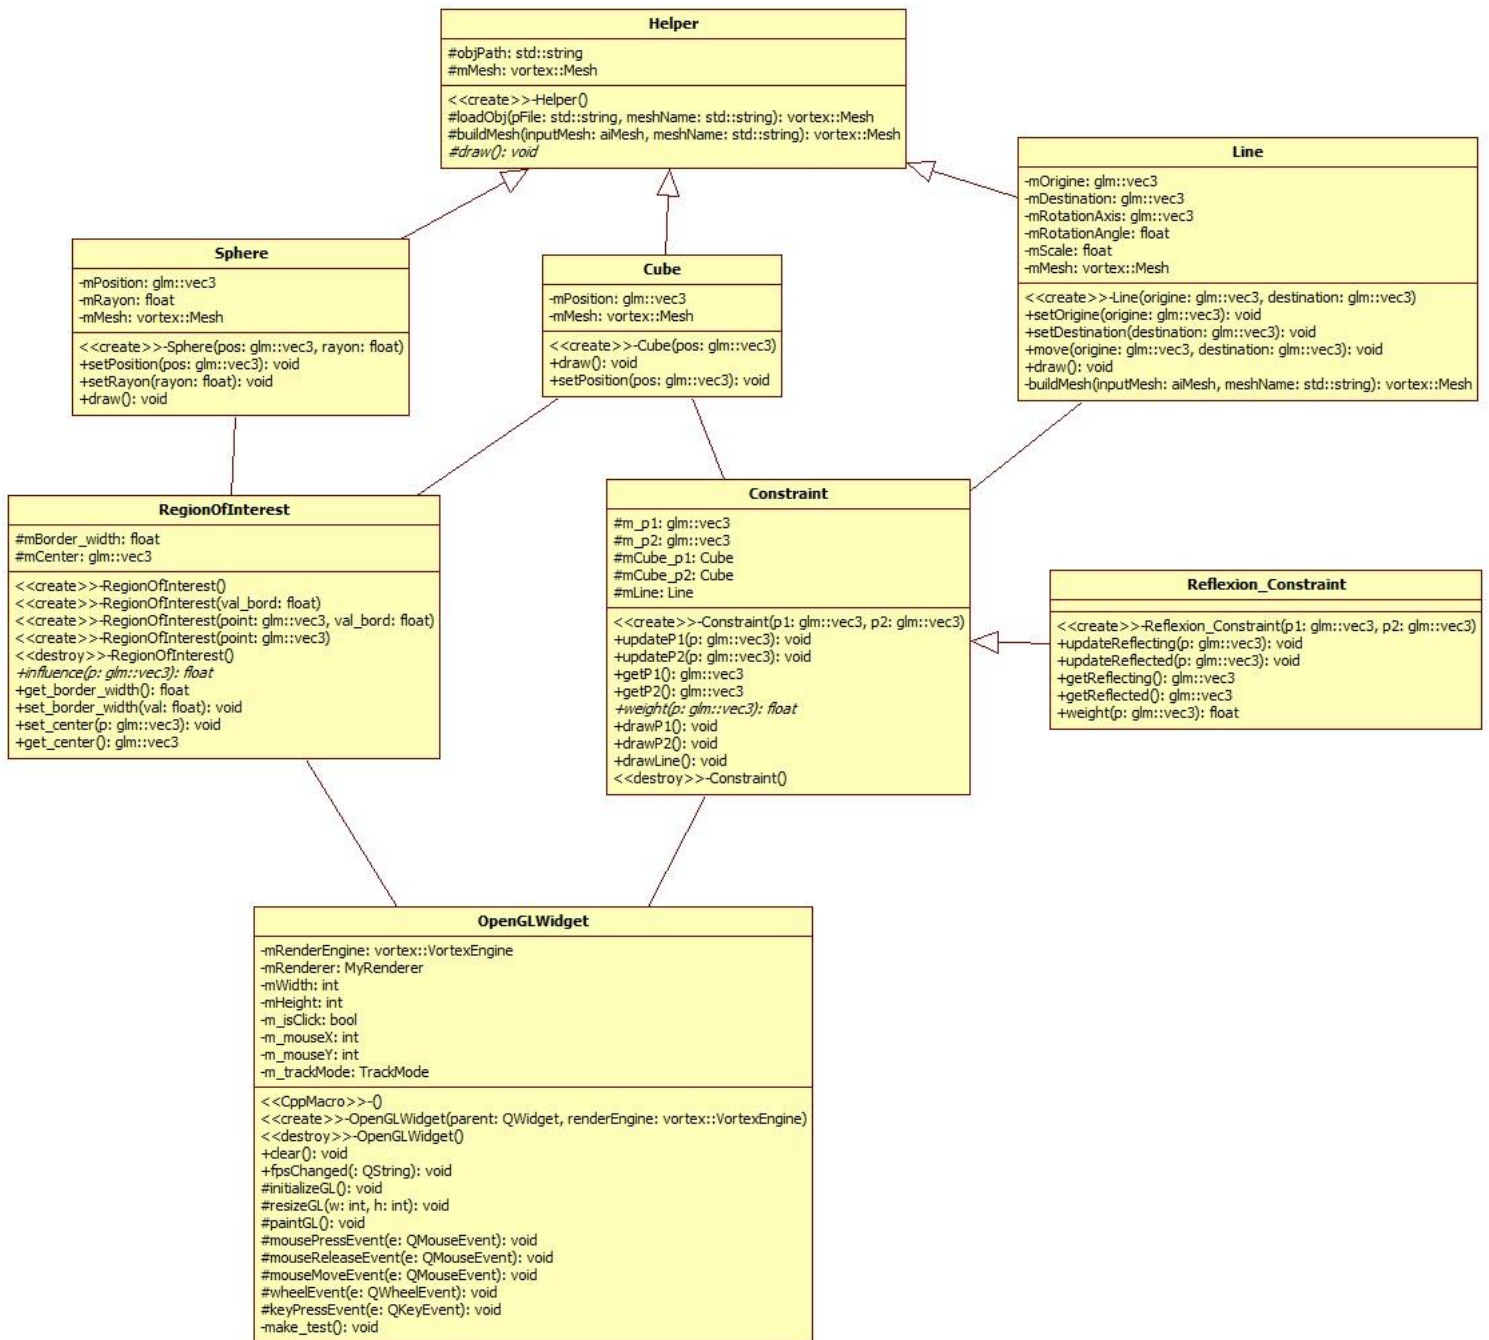 Helper
#objPath: std::string
#mMesh: vortex::Mesh
<<create>>-Helper()
#loadObj(pFile: std::string, meshName: std::string): vortex::Mesh
#buildMesh(inputMesh: aiMesh, meshName: std::string): vortex::Mesh
#draw(): void
Line
-mOrigine: glm::vec3
-mDestination: glm::vec3
-mRotationAxis: glm::vec3
-mRotationAngle: float
-mScale: float
-mMesh: vortex::Mesh
<<create>>-Line(origine: glm::vec3, destination: glm::vec3)
+setOrigine(origine: glm::vec3): void
+setDestination(destination: glm::vec3): void
+move(origine: glm::vec3, destination: glm::vec3): void
+draw(): void
-buildMesh(inputMesh: aiMesh, meshName: std::string): vortex::Mesh
Sphere
-mPosition: glm::vec3
-mRayon: float
-mMesh: vortex::Mesh
<<create>>-Sphere(pos: glm::vec3, rayon: float)
+setPosition(pos: glm::vec3): void
+setRayon(rayon: float): void
+draw(): void
Cube
-mPosition: glm::vec3
-mMesh: vortex::Mesh
<<create>>-Cube(pos: glm::vec3)
+draw(): void
+setPosition(pos: glm::vec3): void
RegionOfInterest
#mBorder_width: float
#mCenter: glm::vec3
<<create>>-RegionOfInterest()
<<create>>-RegionOfInterest(val_bord: float)
<<create>>-RegionOfInterest(point: glm::vec3, val_bord: float)
<<create>>-RegionOfInterest(point: glm::vec3)
<<destroy>>-RegionOfInterest()
+influence(p: glm::vec3): float
+get_border_width(): float
+set_border_width(val: float): void
+set_center(p: glm::vec3): void
+get_center(): glm::vec3
Constraint
#m_p1: glm::vec3
#m_p2: glm::vec3
#mCube_p1: Cube
#mCube_p2: Cube
#mLine: Line
<<create>>-Constraint(p1: glm::vec3, p2: glm::vec3)
+updateP1(p: glm::vec3): void
+updateP2(p: glm::vec3): void
+getP1(): glm::vec3
+getP2(): glm::vec3
+weight(p: glm::vec3): float
+drawP1(): void
+drawP2(): void
+drawLine(): void
<<destroy>>-Constraint()
Reflexion_Constraint
<<create>>-Reflexion_Constraint(p1: glm::vec3, p2: glm::vec3)
+updateReflecting(p: glm::vec3): void
+updateReflected(p: glm::vec3): void
+getReflecting(): glm::vec3
+getReflected(): glm::vec3
+weight(p: glm::vec3): float
OpenGLWidget
-mRenderEngine: vortex::VortexEngine
-mRenderer: MyRenderer
-mWidth: int
-mHeight: int
-m_isClick: bool
-m_mouseX: int
-m_mouseY: int
-m_trackMode: TrackMode
<<CppMacro>>-()
<<create>>-OpenGLWidget(parent: QWidget, renderEngine: vortex::VortexEngine)
<<destroy>>-OpenGLWidget()
+clear(): void
+fpsChanged(: QString): void
#initializeGL(): void
#resizeGL(w: int, h: int): void
#paintGL(): void
#mousePressEvent(e: QMouseEvent): void
#mouseReleaseEvent(e: QMouseEvent): void
#mouseMoveEvent(e: QMouseEvent): void
#wheelEvent(e: QWheelEvent): void
#keyPressEvent(e: QKeyEvent): void
-make_test(): void